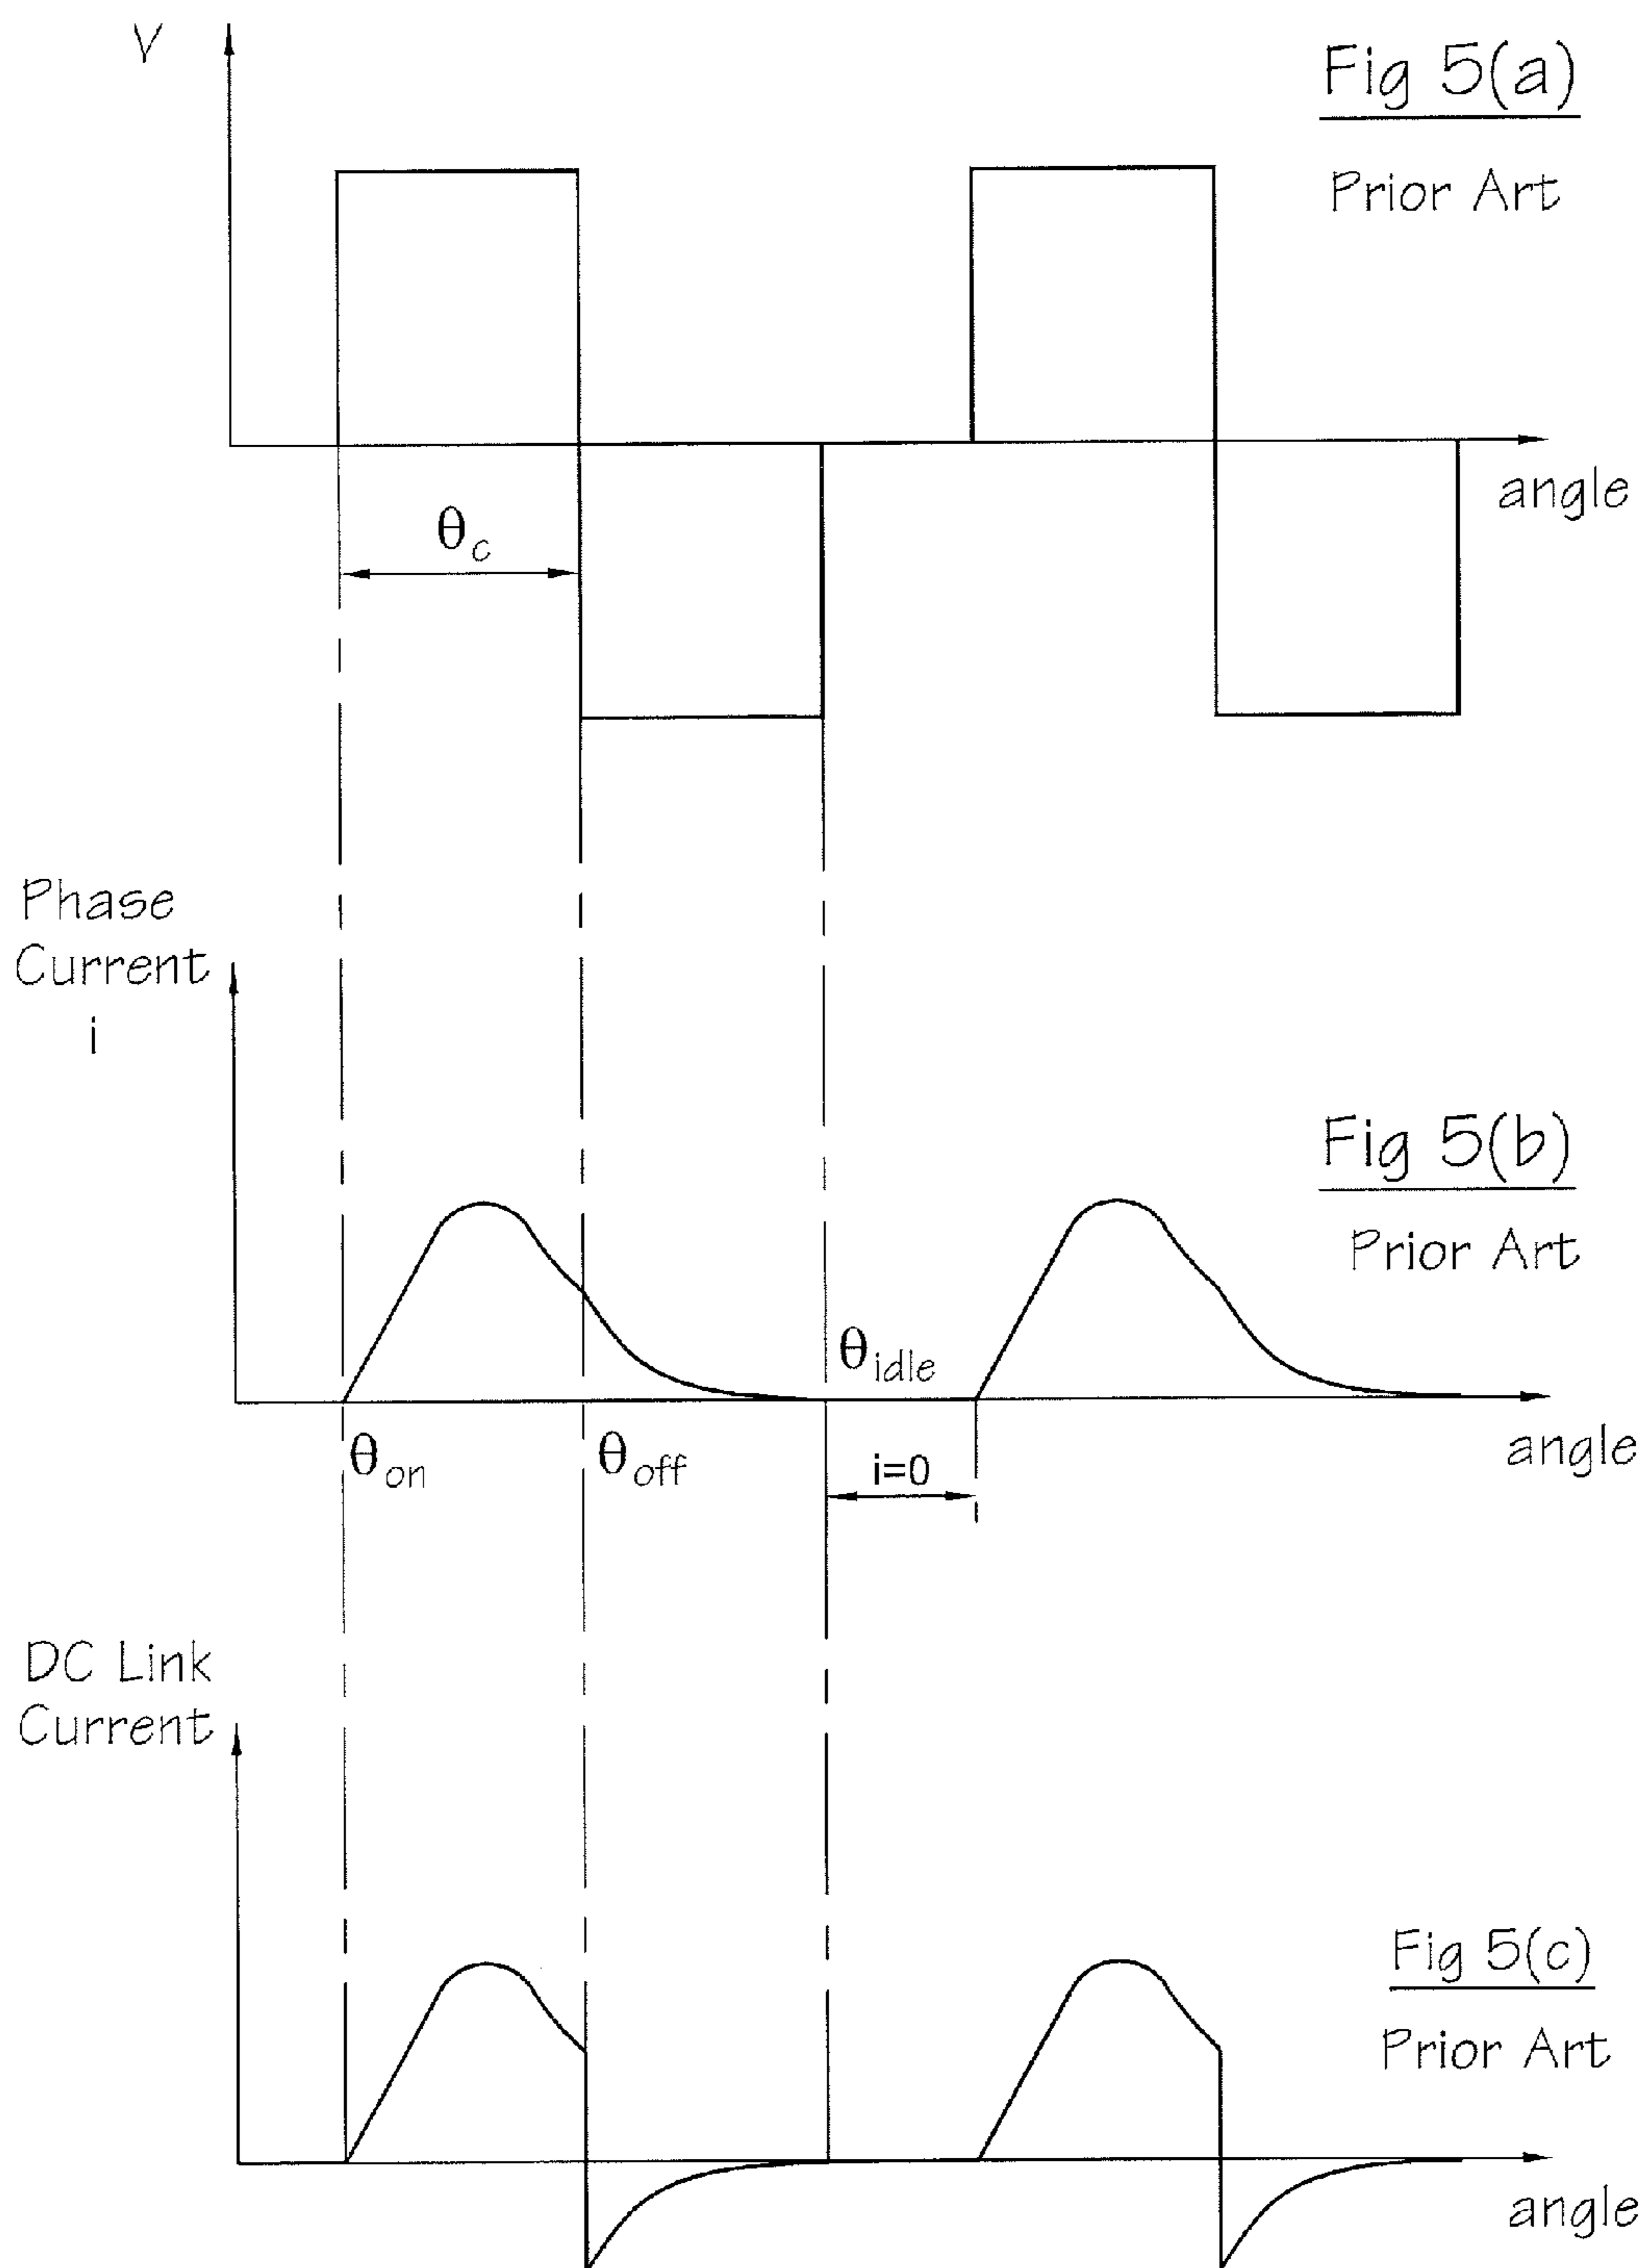 V
Fig 5(a)
Prior Art
angle
θc
Phase
Current
i
Fig 5(b)
Prior Art
θidle
θon
θoff
i=0
angle
DC Link
Current
Fig 5(c)
Prior Art
angle